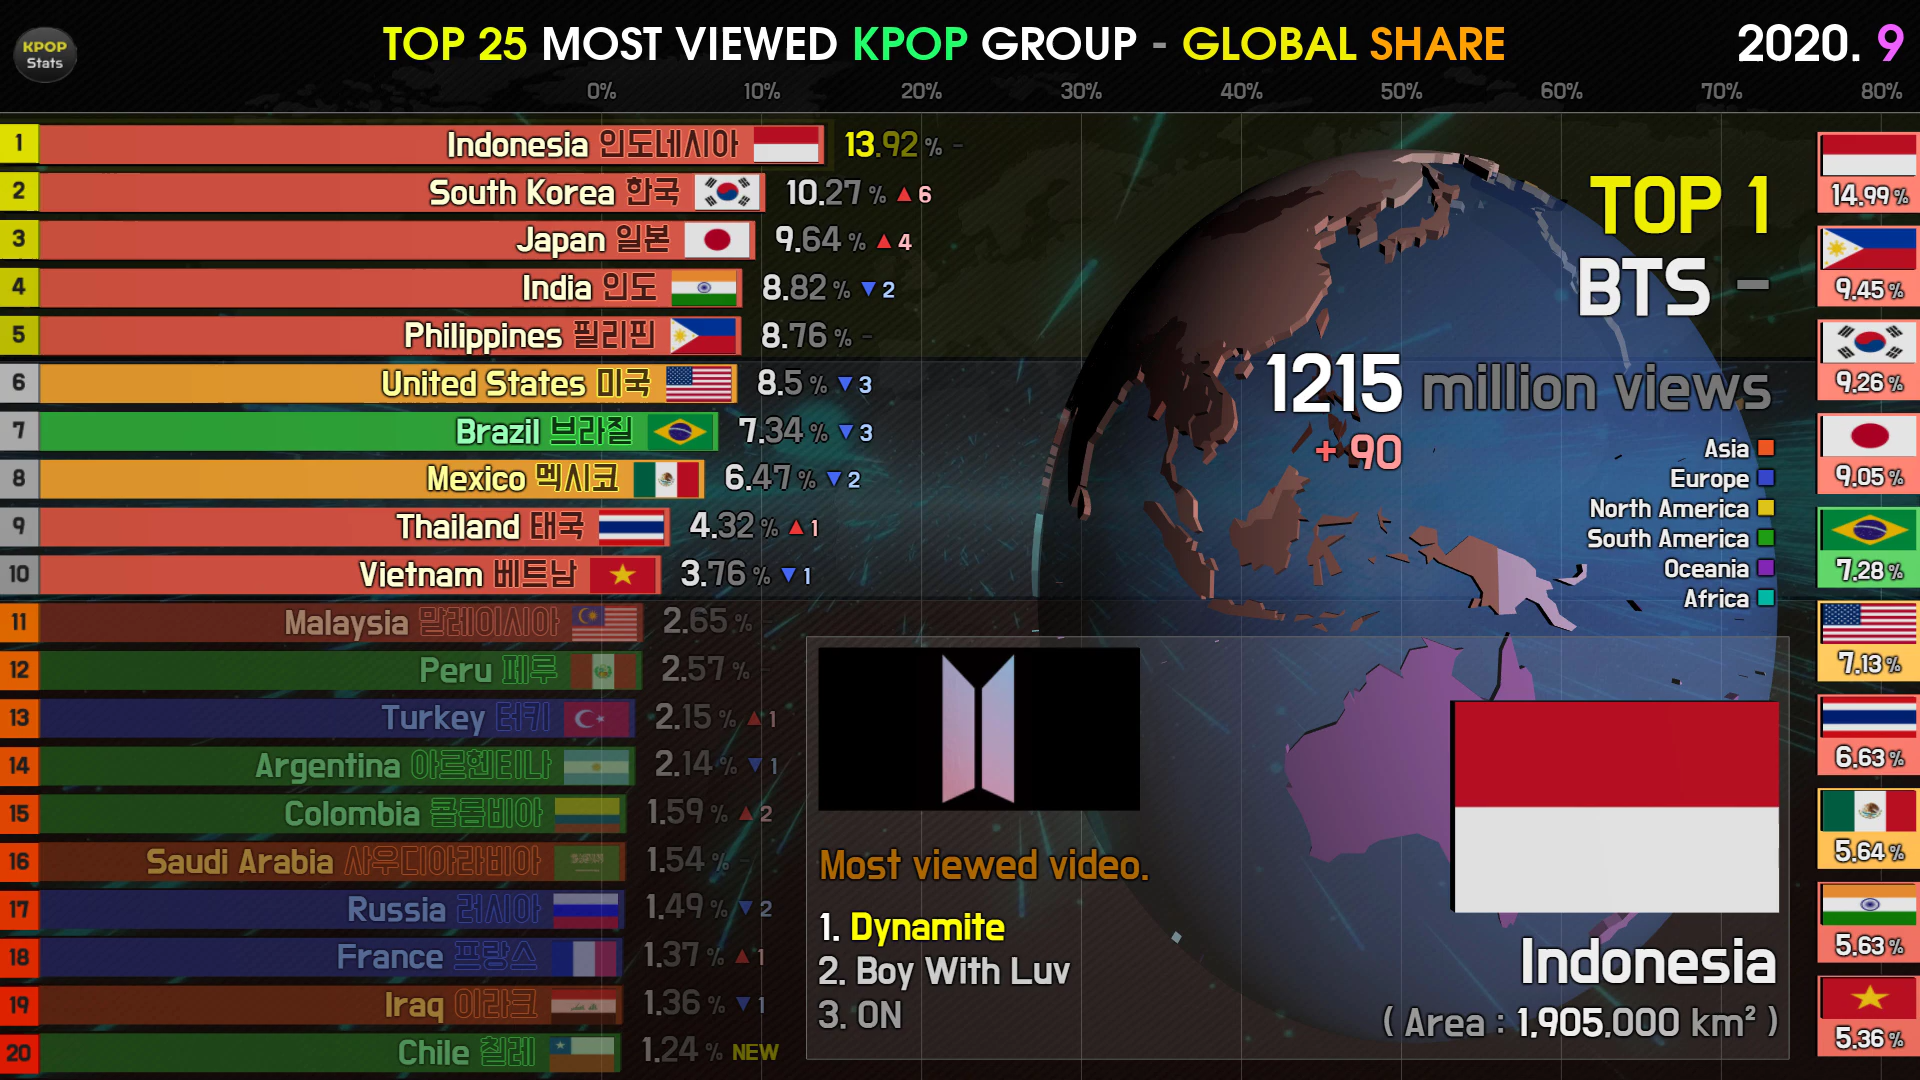 KPOP
Stats
TOP 25 MOST VIEWED KPOP GROUP - GLOBAL SHARE
2020. 9
0% 10% 20% 30% 40% 50% 60% 70% 80%
1 Indonesia 인도네시아 13.92 % -
2 South Korea 한국 10.27 % ▲ 6
3 Japan 일본 9.64 % ▲ 4
4 India 인도 8.82 % ▼ 2
5 Philippines 필리핀 8.76 % -
6 United States 미국 8.5 % ▼ 3
7 Brazil 브라질 7.34 % ▼ 3
8 Mexico 멕시코 6.47 % ▼ 2
9 Thailand 태국 4.32 % ▲ 1
10 Vietnam 베트남 3.76 % ▼ 1
11 Malaysia 말레이시아 2.65 % -
12 Peru 페루 2.57 % -
13 Turkey 터키 2.15 % ▲ 1
14 Argentina 아르헨티나 2.14 % ▼ 1
15 Colombia 콜롬비아 1.59 % ▲ 2
16 Saudi Arabia 사우디아라비아 1.54 % -
17 Russia 러시아 1.49 % ▼ 2
18 France 프랑스 1.37 % ▲ 1
19 Iraq 이라크 1.36 % ▼ 1
20 Chile 칠레 1.24 % NEW
TOP 1
BTS -
1215 million views
+ 90
Asia
Europe
North America
South America
Oceania
Africa
Most viewed video.
1. Dynamite
2. Boy With Luv
3. ON
Indonesia
( Area : 1,905,000 km² )
14.99 %
9.45 %
9.26 %
9.05 %
7.28 %
7.13 %
6.63 %
5.64 %
5.63 %
5.36 %